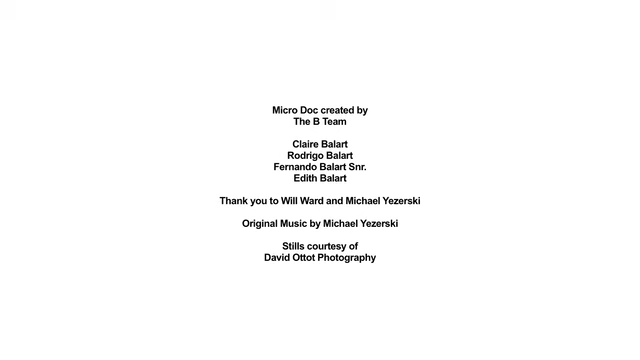 Micro Doc created by
The B Team
Claire Balart
Rodrigo Balart
Fernando Balart Snr.
Edith Balart
Thank you to Will Ward and Michael Yezerski
Original Music by Michael Yezerski
Stills courtesy of
David Ottot Photography